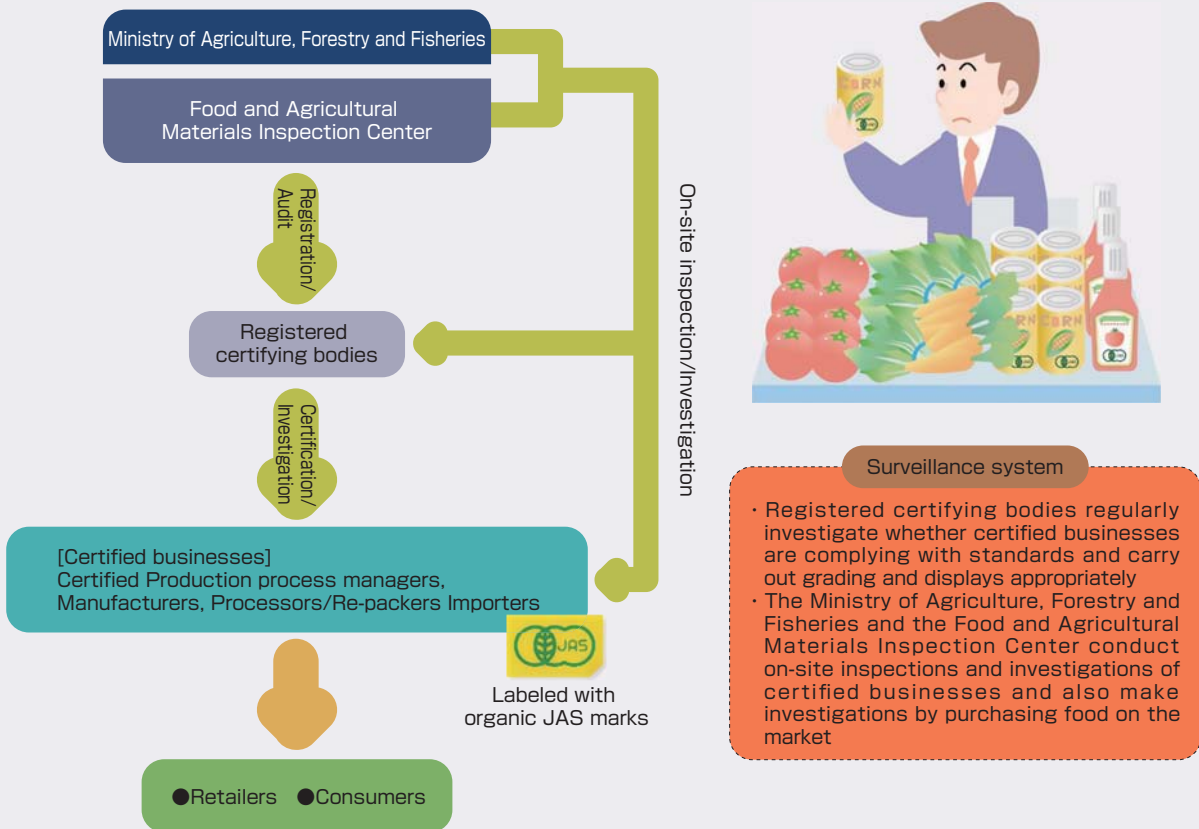 Ministry of Agriculture, Forestry and Fisheries
Food and Agricultural
Materials Inspection Center
Registration/
Audit
On-site inspection/Investigation
Registered
certifying bodies
Certification/
Investigation
[Certified businesses]
Certified Production process managers,
Manufacturers, Processors/Re-packers Importers
JAS
Labeled with
organic JAS marks
●Retailers ●Consumers
CORN
CORN
CORN
Surveillance system
・Registered certifying bodies regularly
investigate whether certified businesses
are complying with standards and carry
out grading and displays appropriately
・The Ministry of Agriculture, Forestry and
Fisheries and the Food and Agricultural
Materials Inspection Center conduct
on-site inspections and investigations of
certified businesses and also make
investigations by purchasing food on the
market